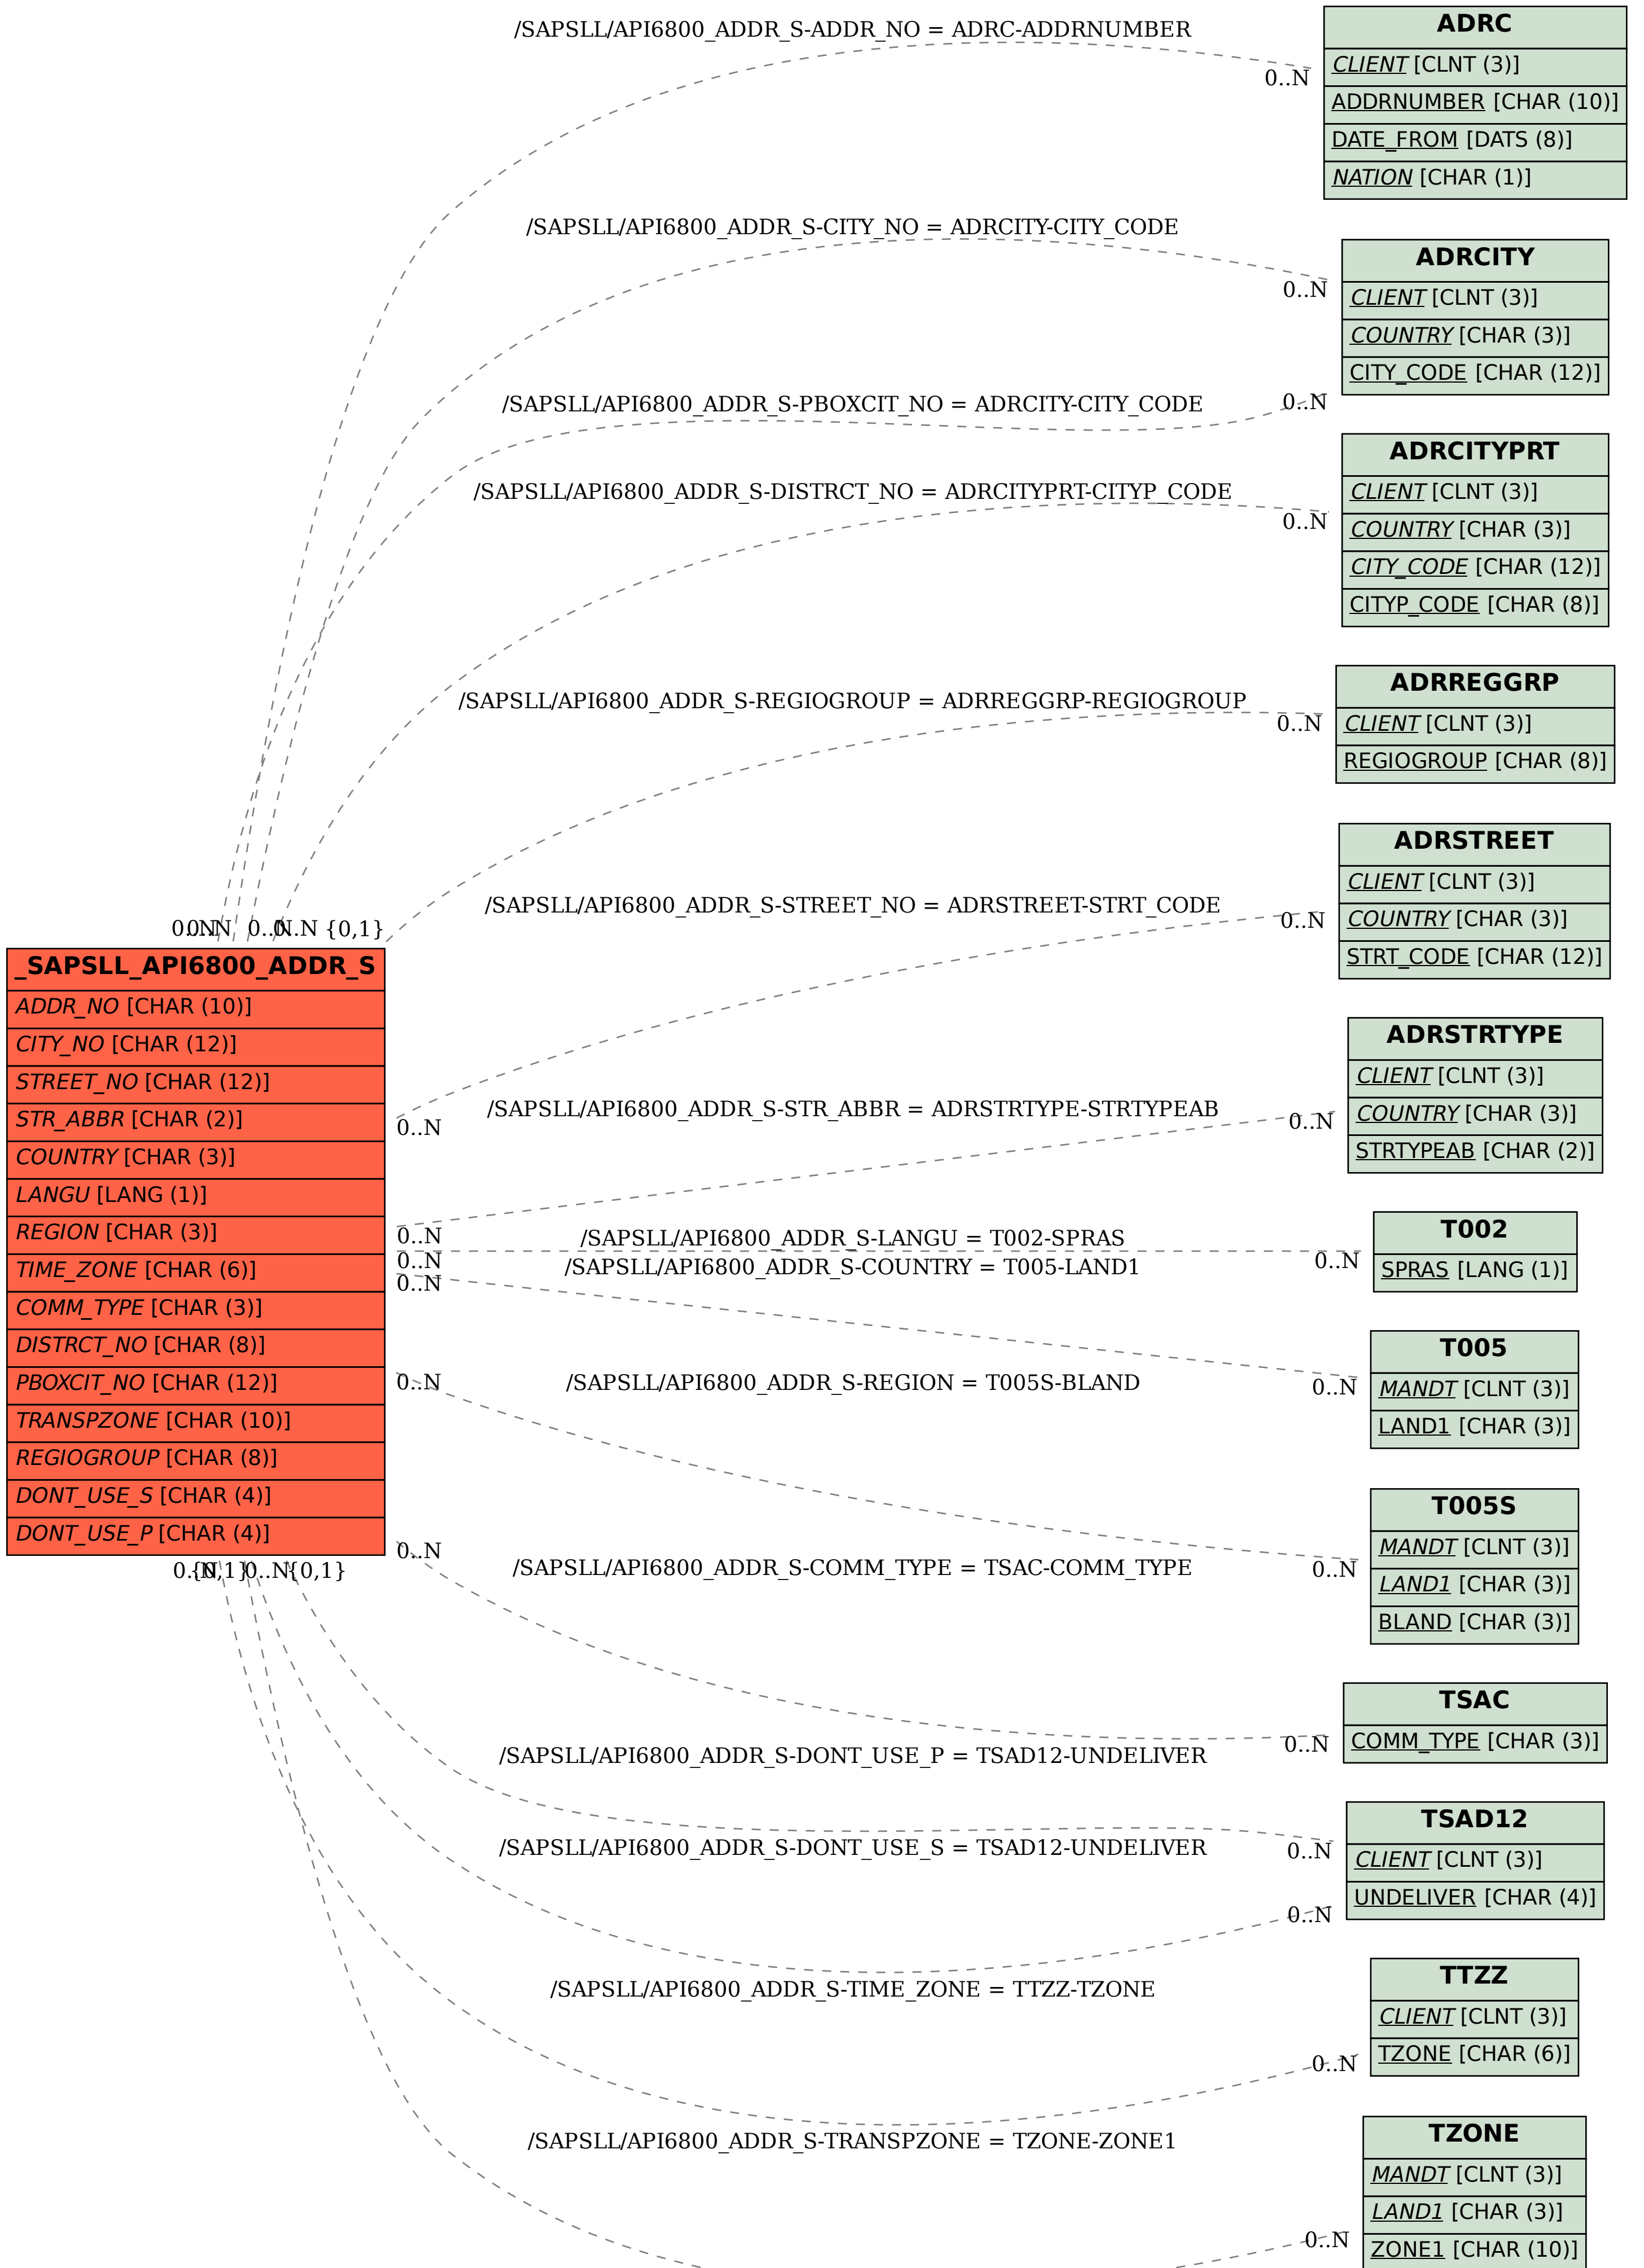 /SAPSLL/API6800_ADDR_S-ADDR_NO = ADRC-ADDRNUMBER
0..N
ADRC
CLIENT [CLNT (3)]
ADDRNUMBER [CHAR (10)]
DATE_FROM [DATS (8)]
NATION [CHAR (1)]
/SAPSLL/API6800_ADDR_S-CITY_NO = ADRCITY-CITY_CODE
0..N
ADRCITY
CLIENT [CLNT (3)]
COUNTRY [CHAR (3)]
CITY_CODE [CHAR (12)]
/SAPSLL/API6800_ADDR_S-PBOXCIT_NO = ADRCITY-CITY_CODE
0..N
ADRCITYPRT
CLIENT [CLNT (3)]
COUNTRY [CHAR (3)]
CITY_CODE [CHAR (12)]
CITYP_CODE [CHAR (8)]
/SAPSLL/API6800_ADDR_S-DISTRCT_NO = ADRCITYPRT-CITYP_CODE
0..N
/SAPSLL/API6800_ADDR_S-REGIOGROUP = ADRREGGRP-REGIOGROUP
0..N
ADRREGGRP
CLIENT [CLNT (3)]
REGIOGROUP [CHAR (8)]
ADRSTREET
CLIENT [CLNT (3)]
COUNTRY [CHAR (3)]
STRT_CODE [CHAR (12)]
/SAPSLL/API6800_ADDR_S-STREET_NO = ADRSTREET-STRT_CODE
0..N
0..N
0..N
0..N
0..N
{0,1}
_SAPSLL_API6800_ADDR_S
ADDR_NO [CHAR (10)]
CITY_NO [CHAR (12)]
STREET_NO [CHAR (12)]
STR_ABBR [CHAR (2)]
COUNTRY [CHAR (3)]
LANGU [LANG (1)]
REGION [CHAR (3)]
TIME_ZONE [CHAR (6)]
COMM_TYPE [CHAR (3)]
DISTRCT_NO [CHAR (8)]
PBOXCIT_NO [CHAR (12)]
TRANSPZONE [CHAR (10)]
REGIOGROUP [CHAR (8)]
DONT_USE_S [CHAR (4)]
DONT_USE_P [CHAR (4)]
0..N
/SAPSLL/API6800_ADDR_S-STR_ABBR = ADRSTRTYPE-STRTYPEAB
0..N
ADRSTRTYPE
CLIENT [CLNT (3)]
COUNTRY [CHAR (3)]
STRTYPEAB [CHAR (2)]
0..N
/SAPSLL/API6800_ADDR_S-LANGU = T002-SPRAS
0..N
0..N
T002
SPRAS [LANG (1)]
0..N
/SAPSLL/API6800_ADDR_S-COUNTRY = T005-LAND1
0..N
T005
MANDT [CLNT (3)]
LAND1 [CHAR (3)]
0..N
/SAPSLL/API6800_ADDR_S-REGION = T005S-BLAND
0..N
T005S
MANDT [CLNT (3)]
LAND1 [CHAR (3)]
BLAND [CHAR (3)]
0..N
/SAPSLL/API6800_ADDR_S-COMM_TYPE = TSAC-COMM_TYPE
0..N
TSAC
COMM_TYPE [CHAR (3)]
0..N
{0,1}
0..N
{0,1}
/SAPSLL/API6800_ADDR_S-DONT_USE_P = TSAD12-UNDELIVER
0..N
TSAD12
CLIENT [CLNT (3)]
UNDELIVER [CHAR (4)]
/SAPSLL/API6800_ADDR_S-DONT_USE_S = TSAD12-UNDELIVER
0..N
/SAPSLL/API6800_ADDR_S-TIME_ZONE = TTZZ-TZONE
0..N
TTZZ
CLIENT [CLNT (3)]
TZONE [CHAR (6)]
/SAPSLL/API6800_ADDR_S-TRANSPZONE = TZONE-ZONE1
0..N
TZONE
MANDT [CLNT (3)]
LAND1 [CHAR (3)]
ZONE1 [CHAR (10)]